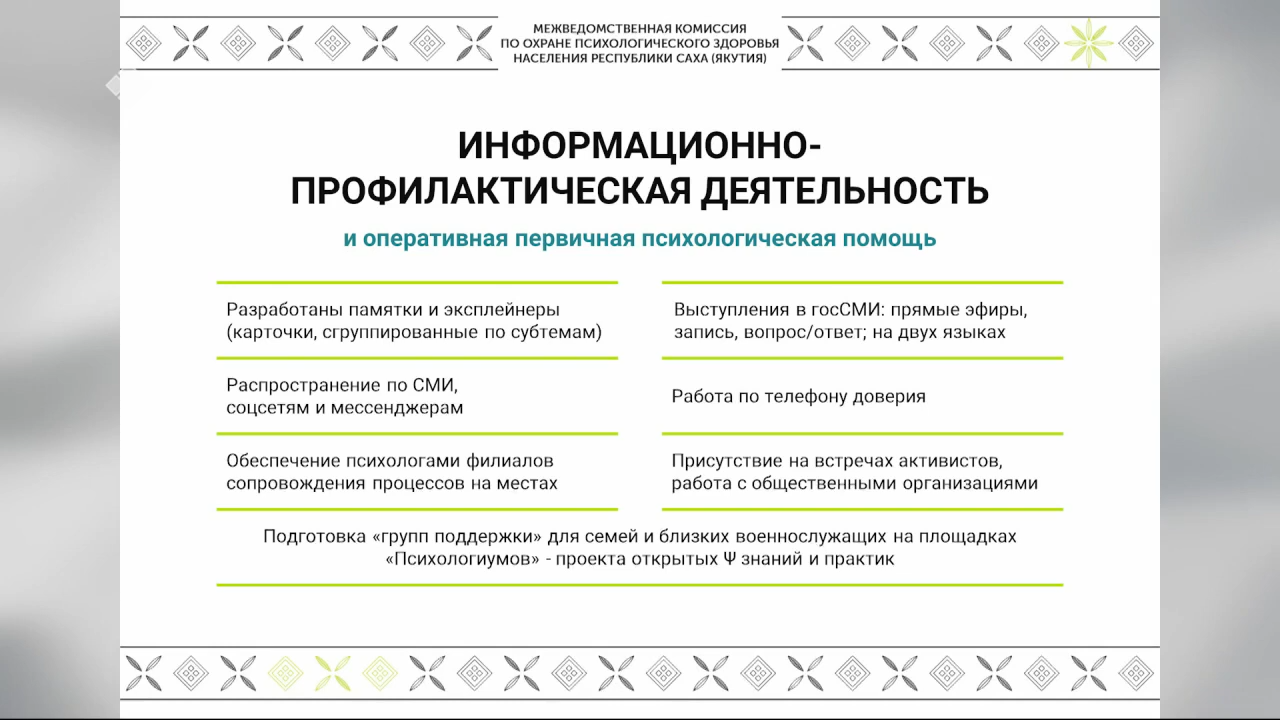 МЕЖВЕДОМСТВЕННАЯ КОМИССИЯ
ПО ОХРАНЕ ПСИХОЛОГИЧЕСКОГО ЗДОРОВЬЯ
НАСЕЛЕНИЯ РЕСПУБЛИКИ САХА (ЯКУТИЯ)
ИНФОРМАЦИОННО-
ПРОФИЛАКТИЧЕСКАЯ ДЕЯТЕЛЬНОСТЬ
и оперативная первичная психологическая помощь
Разработаны памятки и эксплейнеры
(карточки, сгруппированные по субтемам)
Выступления в госСМИ: прямые эфиры,
запись, вопрос/ответ; на двух языках
Распространение по СМИ,
соцсетям и мессенджерам
Работа по телефону доверия
Обеспечение психологами филиалов
сопровождения процессов на местах
Присутствие на встречах активистов,
работа с общественными организациями
Подготовка «групп поддержки» для семей и близких военнослужащих на площадках
«Психологиумов» - проекта открытых Ψ знаний и практик